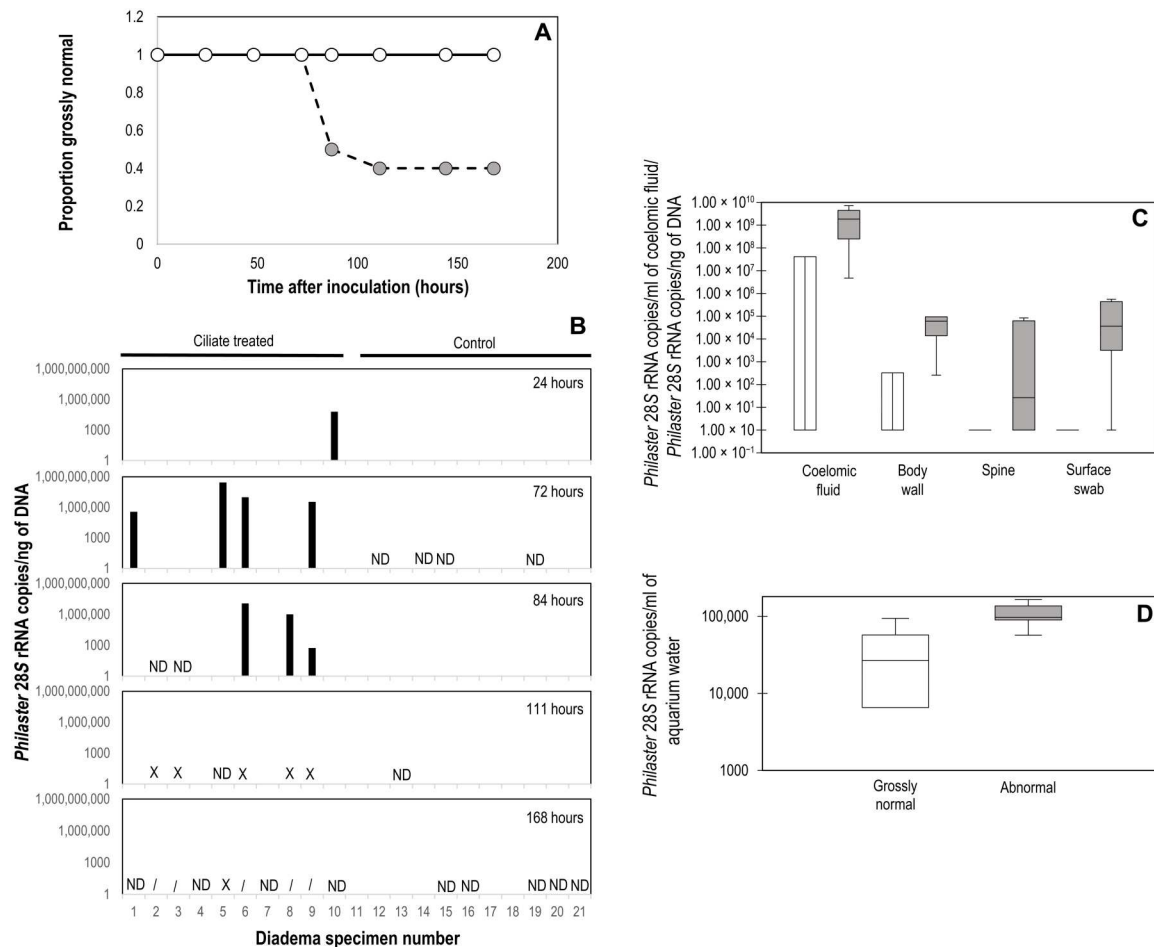 A
1.2
1
0.8
0.6
0.4
0.2
0
0
50
100
150
200
Proportion grossly normal
Time after inoculation (hours)
B
Ciliate treated
Control
Philaster 28S rRNA copies/ng of DNA
1,000,000,000
1,000,000
1000
1
24 hours
1,000,000,000
1,000,000
1000
1
72 hours
ND ND ND ND
1,000,000,000
1,000,000
1000
1
84 hours
ND ND
1,000,000,000
1,000,000
1000
1
111 hours
X X ND X X X ND
1,000,000,000
1,000,000
1000
1
168 hours
ND / / ND X / ND / / ND ND ND ND ND ND
1 2 3 4 5 6 7 8 9 10 11 12 13 14 15 16 17 18 19 20 21
Diadema specimen number
C
Philaster 28S rRNA copies/ml of coelomic fluid/
Philaster 28S rRNA copies/ng of DNA
1.00 × 10¹⁰
1.00 × 10⁹
1.00 × 10⁸
1.00 × 10⁷
1.00 × 10⁶
1.00 × 10⁵
1.00 × 10⁴
1.00 × 10³
1.00 × 10²
1.00 × 10¹
1.00 × 10
1.00 × 10⁻¹
Coelomic
fluid
Body
wall
Spine
Surface
swab
D
Philaster 28S rRNA copies/ml of
aquarium water
100,000
10,000
1000
Grossly
normal
Abnormal